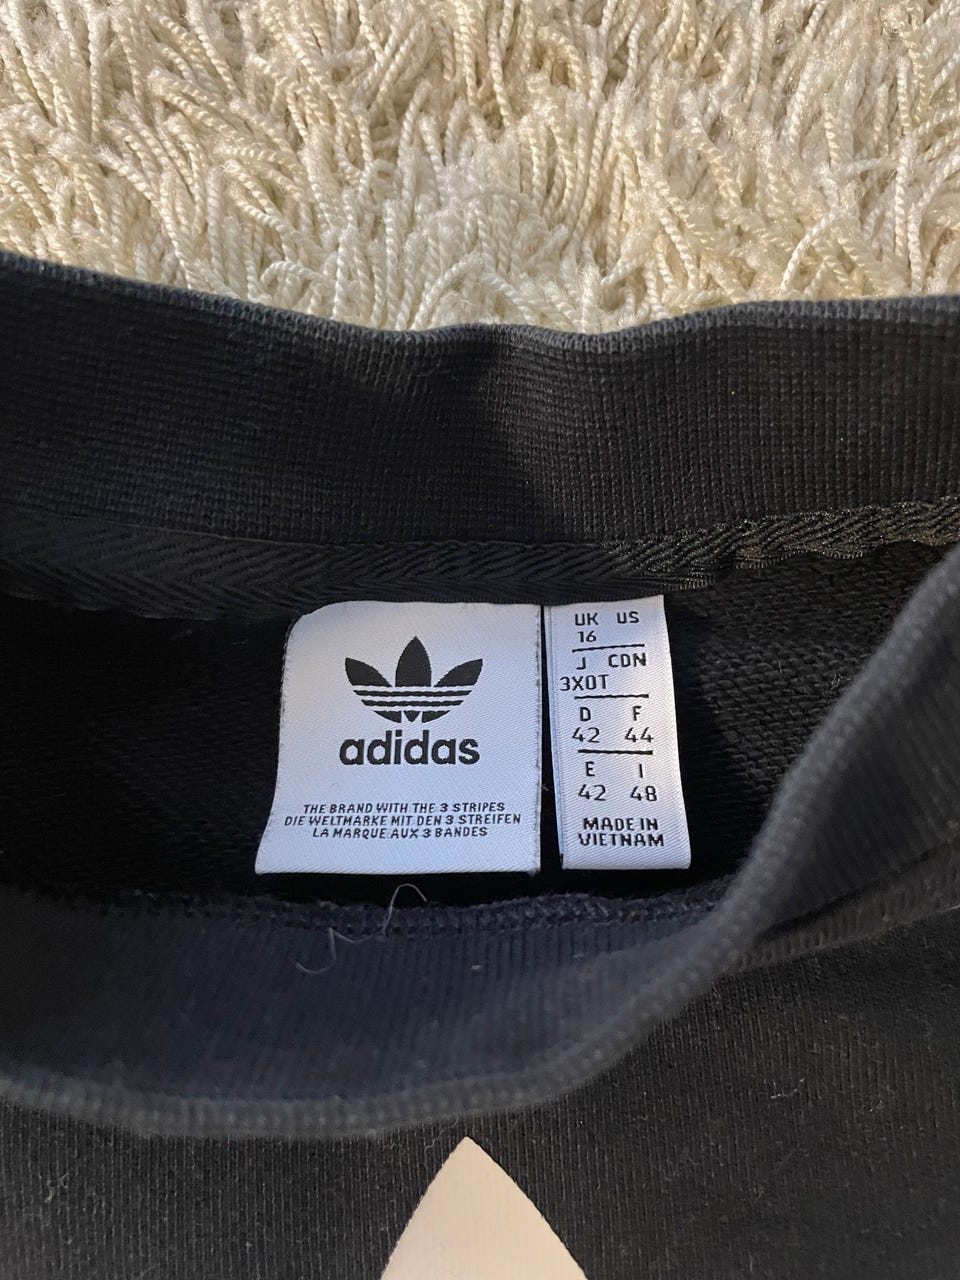 adidas
THE BRAND WITH THE 3 STRIPES
DIE WELTMARKE MIT DEN 3 STREIFEN
LA MARQUE AUX 3 BANDES
UK US
16
J CDN
3XOT
D F
42 44
E I
42 48
MADE IN
VIETNAM